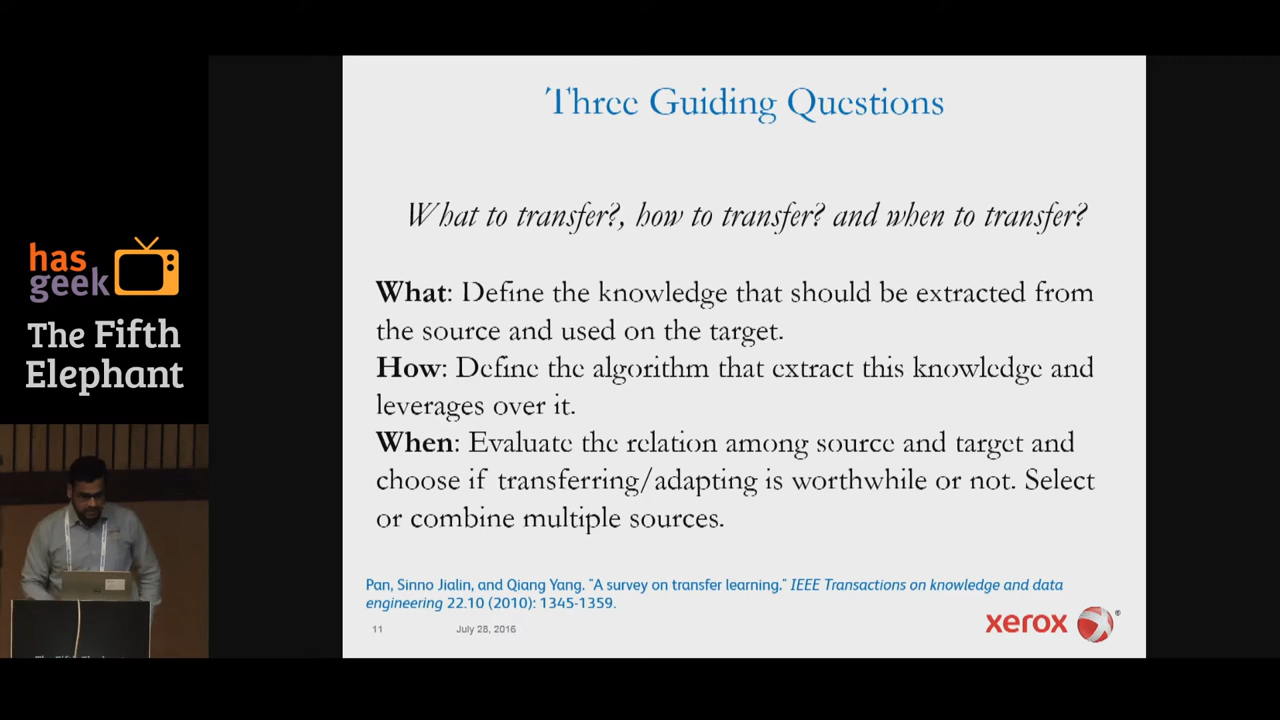 Three Guiding Questions
What to transfer?, how to transfer? and when to transfer?
What: Define the knowledge that should be extracted from
the source and used on the target.
How: Define the algorithm that extract this knowledge and
leverages over it.
When: Evaluate the relation among source and target and
choose if transferring/adapting is worthwhile or not. Select
or combine multiple sources.
Pan, Sinno Jialin, and Qiang Yang. "A survey on transfer learning." IEEE Transactions on knowledge and data
engineering 22.10 (2010): 1345-1359.
11 July 28, 2016
xerox ®
has
geek
The Fifth
Elephant